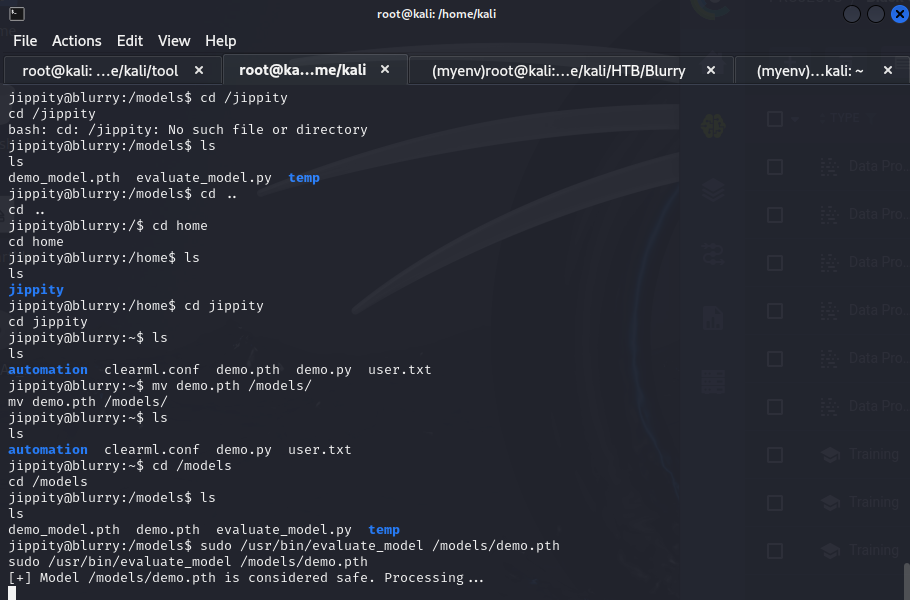 root@kali: /home/kali
File Actions Edit View Help
root@kali: ...e/kali/tool × root@ka...me/kali × (myenv)root@kali:...e/kali/HTB/Blurry × (myenv)...kali: ~ ×
jippity@blurry:/models$ cd /jippity
cd /jippity
bash: cd: /jippity: No such file or directory
jippity@blurry:/models$ ls
ls
demo_model.pth evaluate_model.py temp
jippity@blurry:/models$ cd ..
cd ..
jippity@blurry:/$ cd home
cd home
jippity@blurry:/home$ ls
ls
jippity
jippity@blurry:/home$ cd jippity
cd jippity
jippity@blurry:~$ ls
ls
automation clearml.conf demo.pth demo.py user.txt
jippity@blurry:~$ mv demo.pth /models/
mv demo.pth /models/
jippity@blurry:~$ ls
ls
automation clearml.conf demo.py user.txt
jippity@blurry:~$ cd /models
cd /models
jippity@blurry:/models$ ls
ls
demo_model.pth demo.pth evaluate_model.py temp
jippity@blurry:/models$ sudo /usr/bin/evaluate_model /models/demo.pth
sudo /usr/bin/evaluate_model /models/demo.pth
[+] Model /models/demo.pth is considered safe. Processing...
TYPE
Data Pro...
Data Pro...
Data Pro...
Data Pro...
Data Pro...
Data Pro...
Training
Training
Training